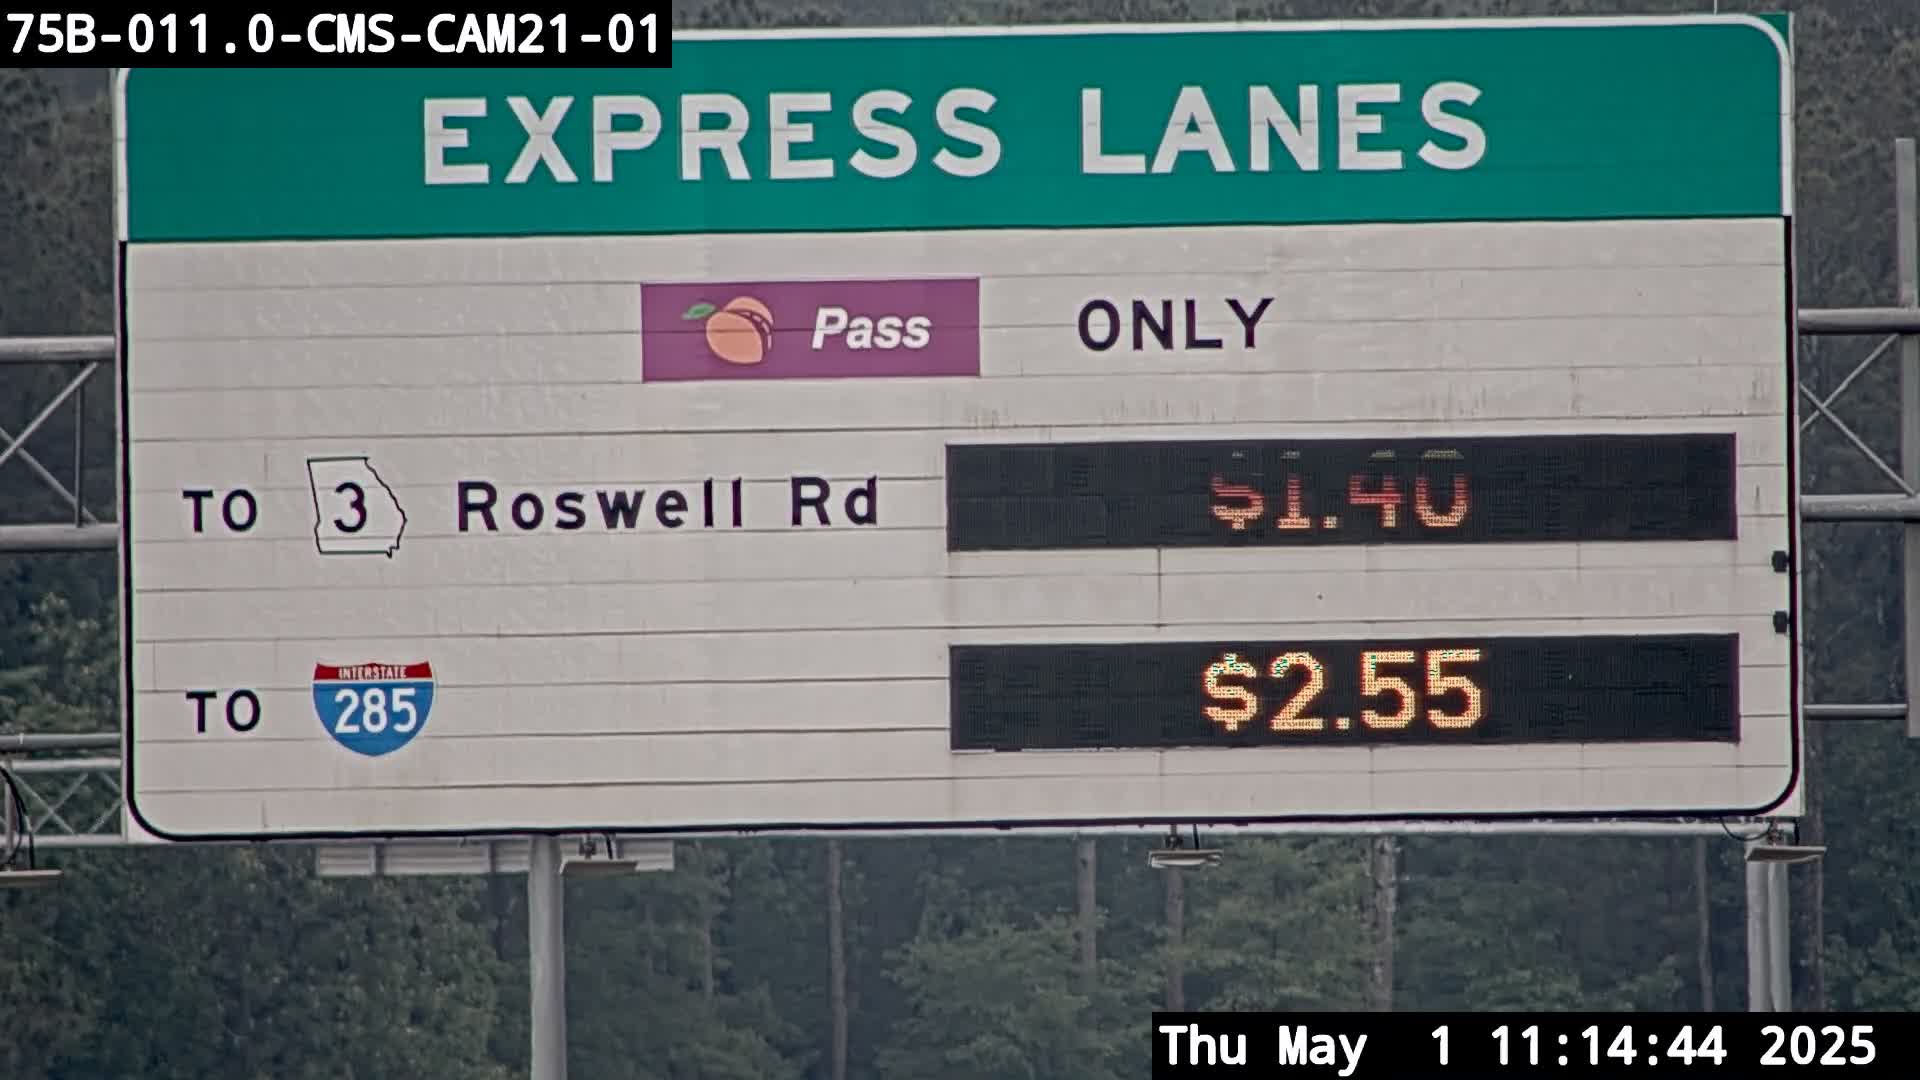 75B-011.0-CMS-CAM21-01
EXPRESS LANES
Pass ONLY
TO 3 Roswell Rd $1.40
TO INTERSTATE 285 $2.55
Thu May 1 11:14:44 2025